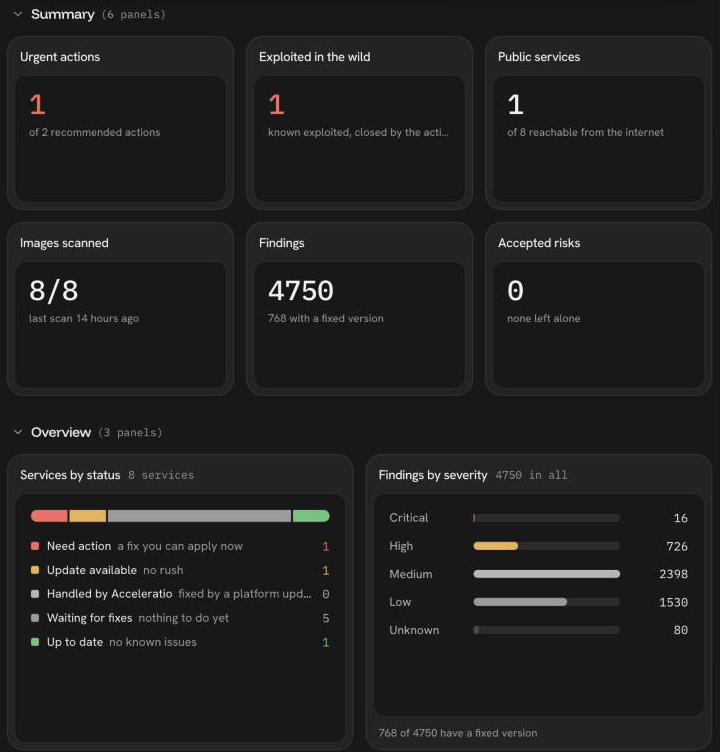 Summary (6 panels)
Urgent actions
1
of 2 recommended actions
Exploited in the wild
1
known exploited, closed by the acti...
Public services
1
of 8 reachable from the internet
Images scanned
8/8
last scan 14 hours ago
Findings
4750
768 with a fixed version
Accepted risks
0
none left alone
Overview (3 panels)
Services by status 8 services
Need action a fix you can apply now 1
Update available no rush 1
Handled by Acceleratio fixed by a platform upd... 0
Waiting for fixes nothing to do yet 5
Up to date no known issues 1
Findings by severity 4750 in all
Critical 16
High 726
Medium 2398
Low 1530
Unknown 80
768 of 4750 have a fixed version